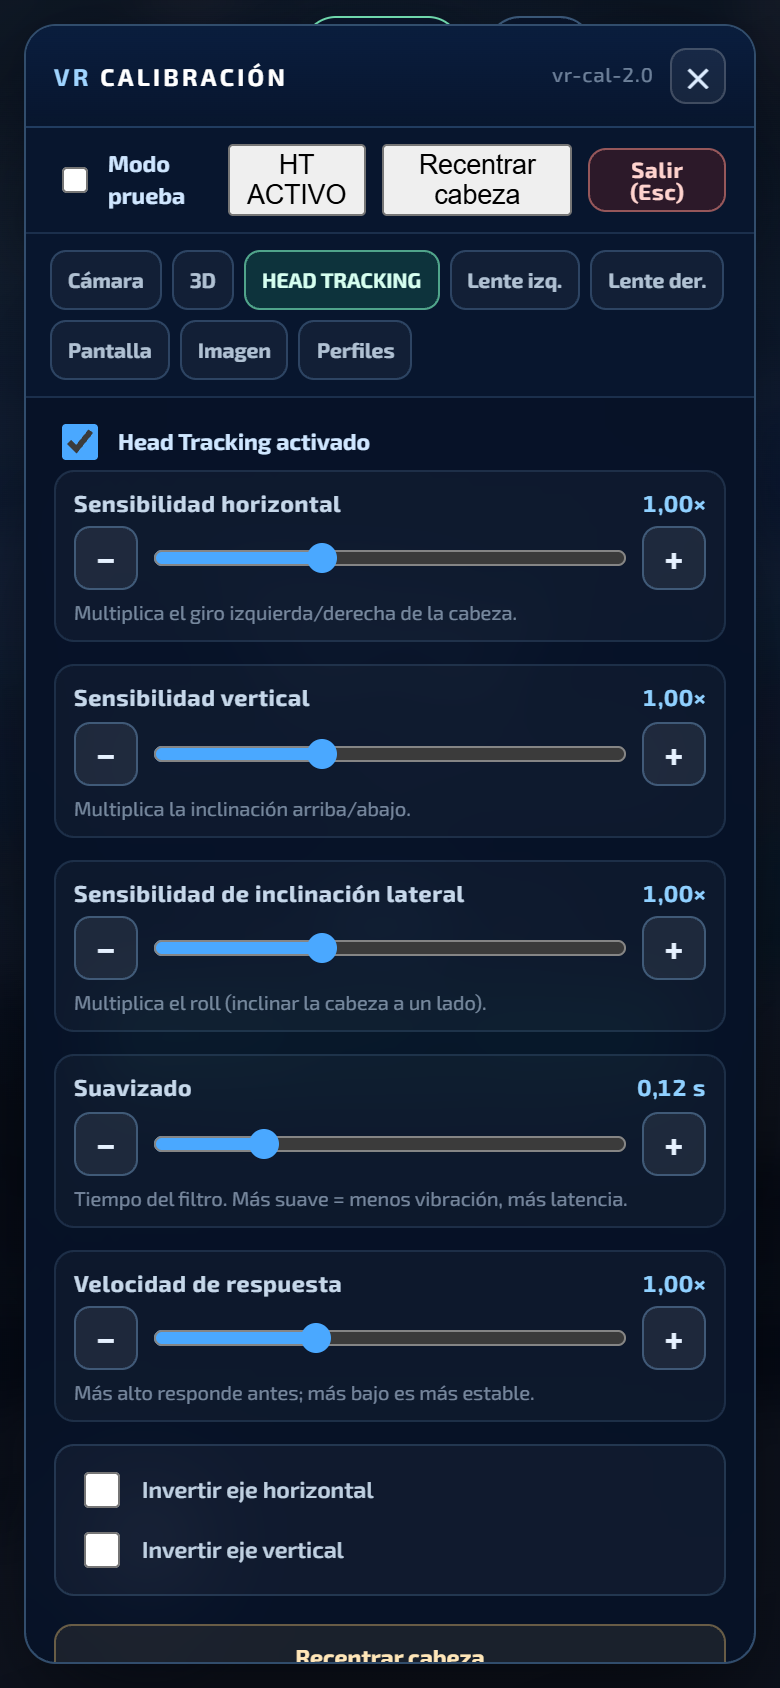 VR CALIBRACIÓN
vr-cal-2.0
×
Modo
prueba
HT
ACTIVO
Recentrar
cabeza
Salir
(Esc)
Cámara
3D
HEAD TRACKING
Lente izq.
Lente der.
Pantalla
Imagen
Perfiles
Head Tracking activado
Sensibilidad horizontal
1,00×
−
+
Multiplica el giro izquierda/derecha de la cabeza.
Sensibilidad vertical
1,00×
−
+
Multiplica la inclinación arriba/abajo.
Sensibilidad de inclinación lateral
1,00×
−
+
Multiplica el roll (inclinar la cabeza a un lado).
Suavizado
0,12 s
−
+
Tiempo del filtro. Más suave = menos vibración, más latencia.
Velocidad de respuesta
1,00×
−
+
Más alto responde antes; más bajo es más estable.
Invertir eje horizontal
Invertir eje vertical
Recentrar cabeza